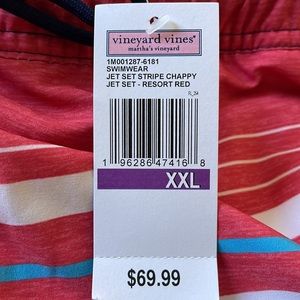 vineyard vines®
martha's vineyard
1M001287-6181
SWIMWEAR
JET SET STRIPE CHAPPY
JET SET - RESORT RED
1 96286 47416 8
XXL
$69.99